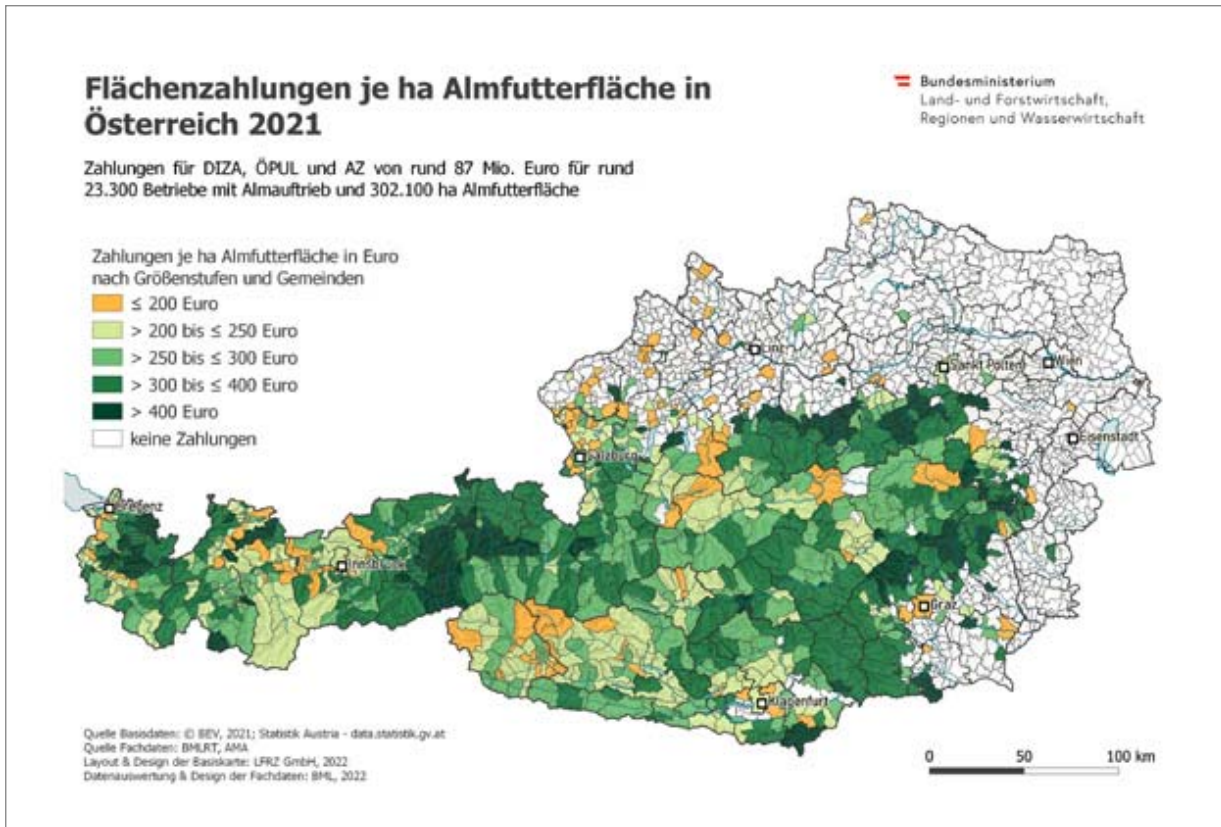 Flächenzahlungen je ha Almfutterfläche in
Österreich 2021
Bundesministerium
Land- und Forstwirtschaft,
Regionen und Wasserwirtschaft
Zahlungen für DIZA, ÖPUL und AZ von rund 87 Mio. Euro für rund
23.300 Betriebe mit Almauftrieb und 302.100 ha Almfutterfläche
Zahlungen je ha Almfutterfläche in Euro
nach Größenstufen und Gemeinden
≤ 200 Euro
> 200 bis ≤ 250 Euro
> 250 bis ≤ 300 Euro
> 300 bis ≤ 400 Euro
> 400 Euro
keine Zahlungen
Linz
Sankt Pölten
Wien
Eisenstadt
Salzburg
Bregenz
Innsbruck
Graz
Klagenfurt
Quelle Basisdaten: © BEV, 2021; Statistik Austria - data.statistik.gv.at
Quelle Fachdaten: BMLRT, AMA
Layout & Design der Basiskarte: LFRZ GmbH, 2022
Datenauswertung & Design der Fachdaten: BML, 2022
0 50 100 km